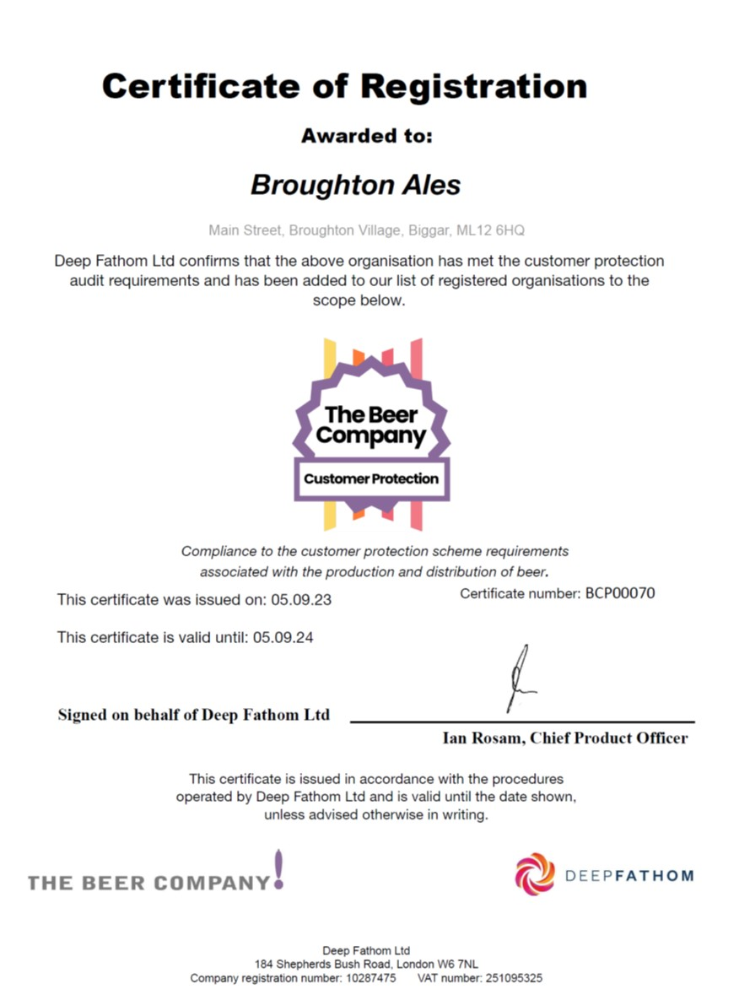 Certificate of Registration
Awarded to:
Broughton Ales
Main Street, Broughton Village, Biggar, ML12 6HQ
Deep Fathom Ltd confirms that the above organisation has met the customer protection
audit requirements and has been added to our list of registered organisations to the
scope below.
The Beer
Company
Customer Protection
Compliance to the customer protection scheme requirements
associated with the production and distribution of beer.
This certificate was issued on: 05.09.23
Certificate number: BCP00070
This certificate is valid until: 05.09.24
Signed on behalf of Deep Fathom Ltd
Ian Rosam, Chief Product Officer
This certificate is issued in accordance with the procedures
operated by Deep Fathom Ltd and is valid until the date shown,
unless advised otherwise in writing.
THE BEER COMPANY!
DEEPFATHOM
Deep Fathom Ltd
184 Shepherds Bush Road, London W6 7NL
Company registration number: 10287475 VAT number: 251095325